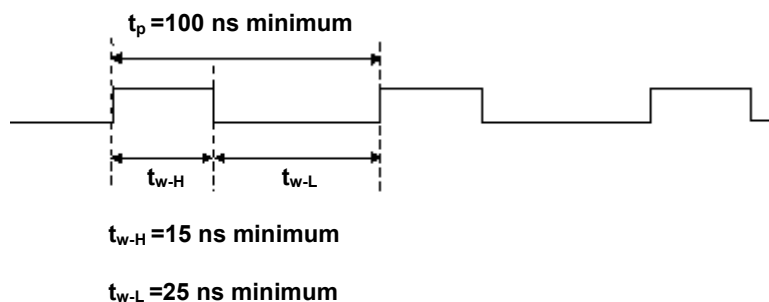 tp =100 ns minimum
tw-H
tw-L
tw-H =15 ns minimum
tw-L =25 ns minimum